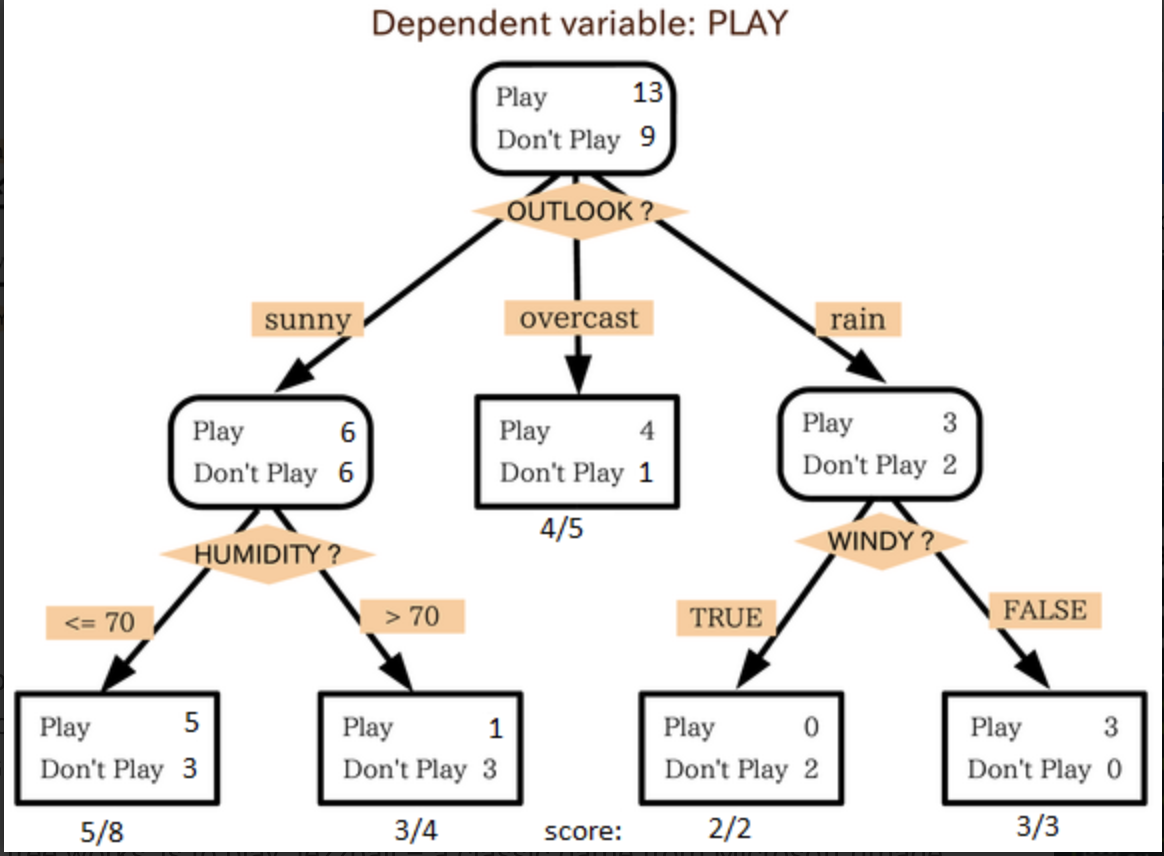 Dependent variable: PLAY
Play 13
Don't Play 9
OUTLOOK ?
sunny
overcast
rain
Play 6
Don't Play 6
Play 4
Don't Play 1
4/5
Play 3
Don't Play 2
HUMIDITY ?
WINDY ?
<= 70
> 70
TRUE
FALSE
Play 5
Don't Play 3
Play 1
Don't Play 3
Play 0
Don't Play 2
Play 3
Don't Play 0
5/8
3/4
score:
2/2
3/3